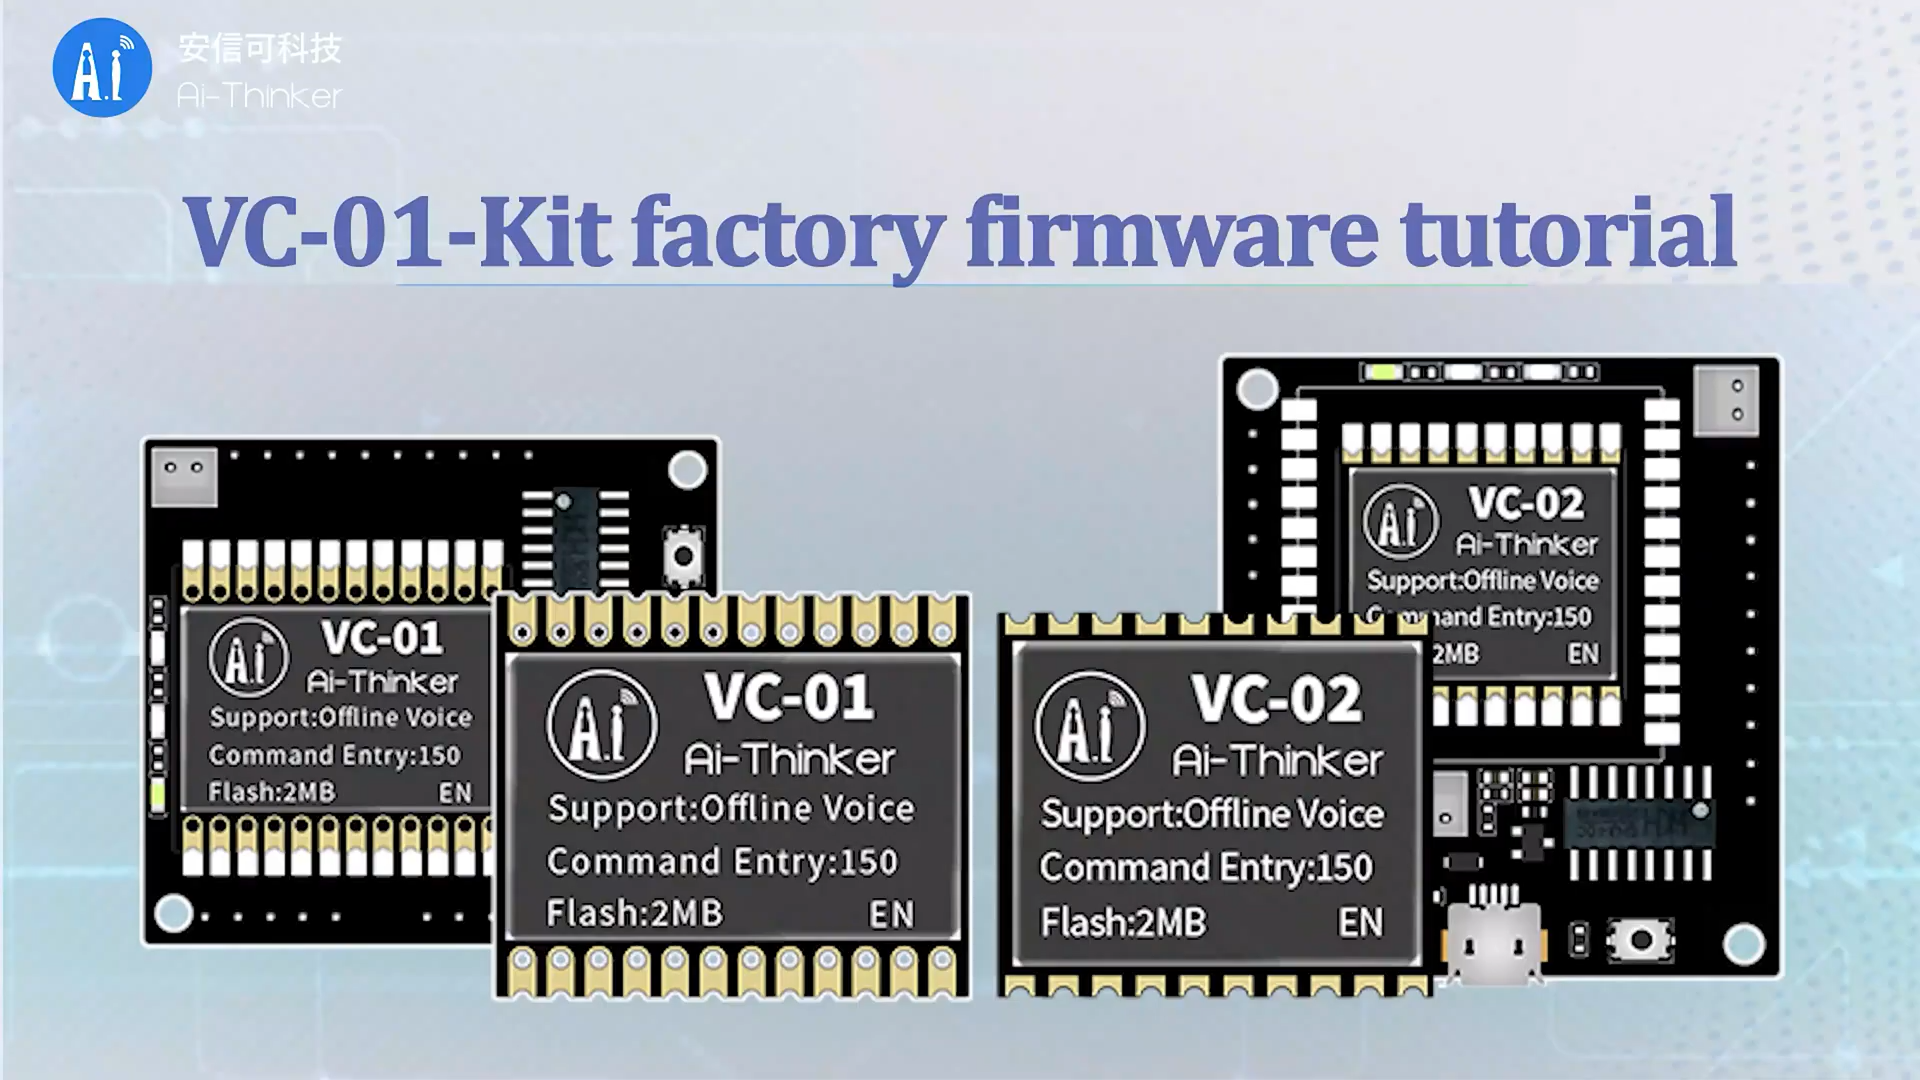 安信可科技
Ai-Thinker
VC-01-Kit factory firmware tutorial
VC-01
Ai-Thinker
Support:Offline Voice
Command Entry:150
Flash:2MB EN
VC-01
Ai-Thinker
Support:Offline Voice
Command Entry:150
Flash:2MB EN
VC-02
Ai-Thinker
Support:Offline Voice
Command Entry:150
Flash:2MB EN
VC-02
Ai-Thinker
Support:Offline Voice
Command Entry:150
2MB EN